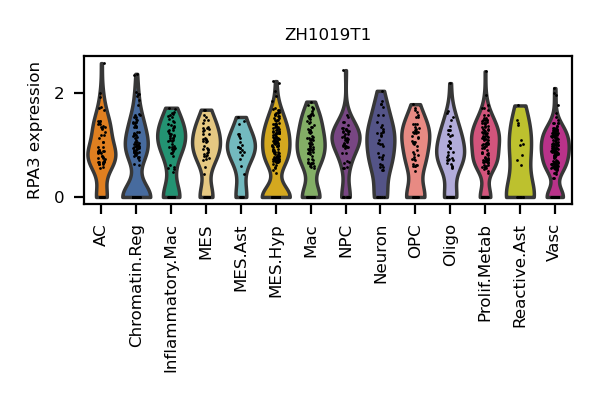 ZH1019T1
RPA3 expression
2
0
AC
Chromatin.Reg
Inflammatory.Mac
MES
MES.Ast
MES.Hyp
Mac
NPC
Neuron
OPC
Oligo
Prolif.Metab
Reactive.Ast
Vasc